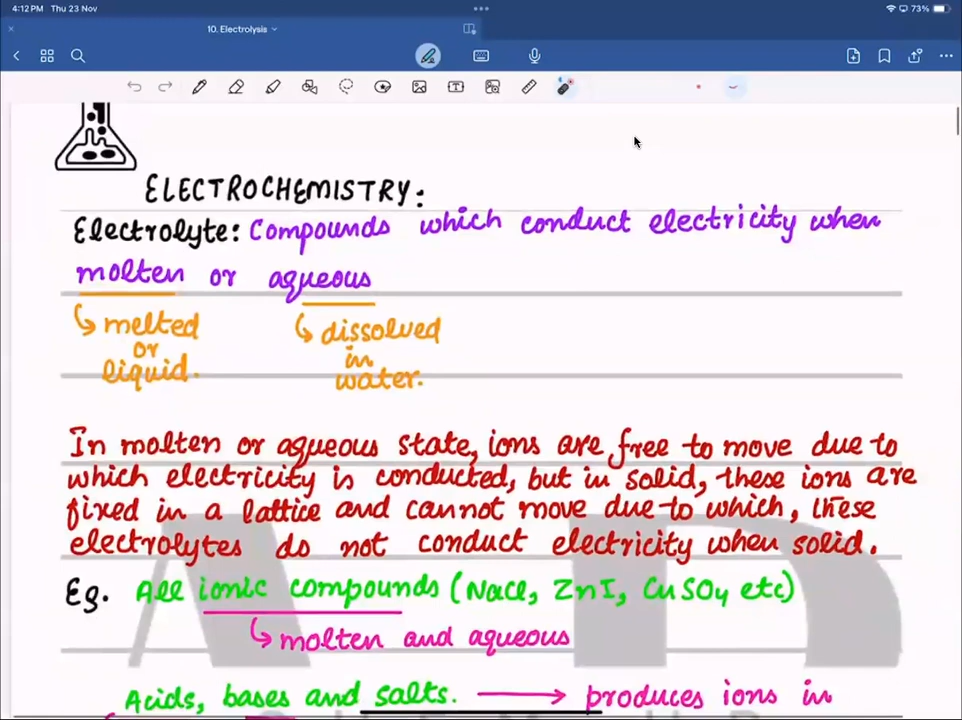 4:12 PM Thu 23 Nov
73%
10. Electrolysis
ELECTROCHEMISTRY:
Electrolyte: Compounds which conduct electricity when
molten or aqueous
melted
or
liquid.
dissolved
in
water.
In molten or aqueous state, ions are free to move due to
which electricity is conducted, but in solid, these ions are
fixed in a lattice and cannot move due to which, these
electrolytes do not conduct electricity when solid.
Eg. All ionic compounds (NaCl, ZnI, CuSO4 etc)
molten and aqueous
Acids, bases and salts. → produces ions in